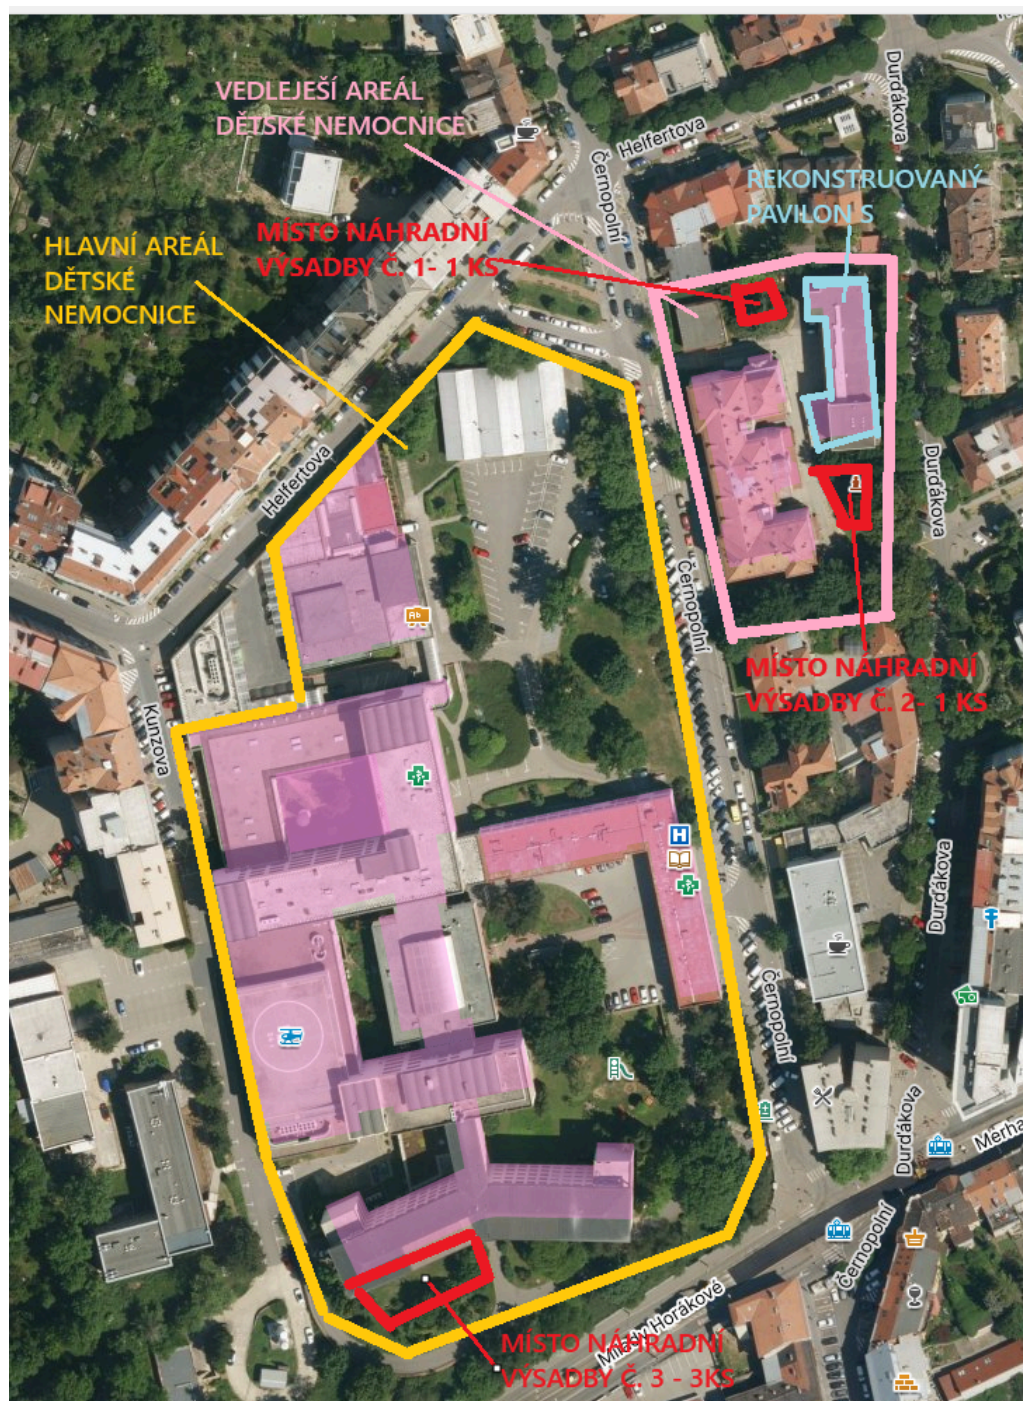 VEDLEJEŠÍ AREÁL
DĚTSKÉ NEMOCNICE
Helfertova
Durďákova
Černopolní
REKONSTRUOVANÝ
PAVILON S
HLAVNÍ AREÁL
DĚTSKÉ
NEMOCNICE
MÍSTO NÁHRADNÍ
VÝSADBY Č. 1- 1 KS
Helfertova
Durďákova
Ab
Černopolní
MÍSTO NÁHRADNÍ
VÝSADBY Č. 2- 1 KS
Kunzova
H
Durďákova
Černopolní
Durďákova
Merha
Černopolní
Milady Horákové
MÍSTO NÁHRADNÍ
VÝSADBY Č. 3 - 3KS